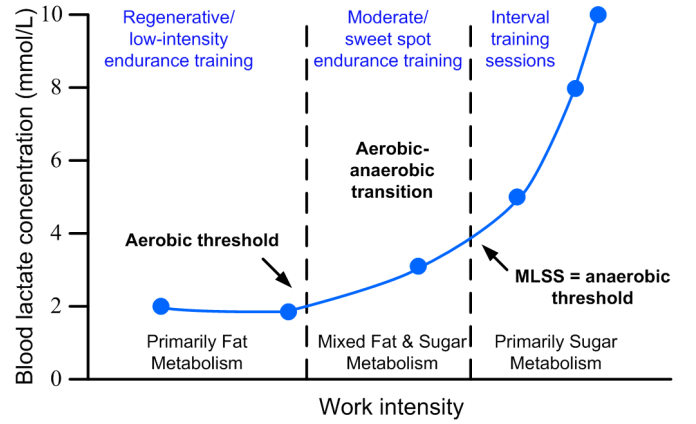 Blood lactate concentration (mmol/L)
10
8
6
4
2
0
Regenerative/
low-intensity
endurance training
Moderate/
sweet spot
endurance training
Interval
training
sessions
Aerobic-
anaerobic
transition
Aerobic threshold
MLSS = anaerobic
threshold
Primarily Fat
Metabolism
Mixed Fat & Sugar
Metabolism
Primarily Sugar
Metabolism
Work intensity